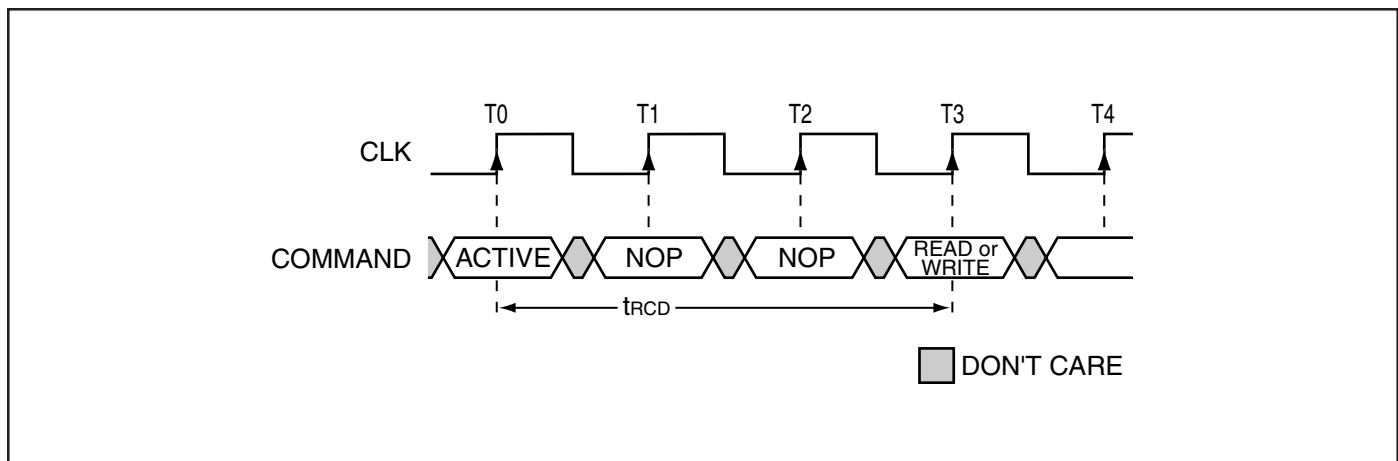 T0 T1 T2 T3 T4
CLK
COMMAND ACTIVE NOP NOP READ or
WRITE
tRCD
DON'T CARE